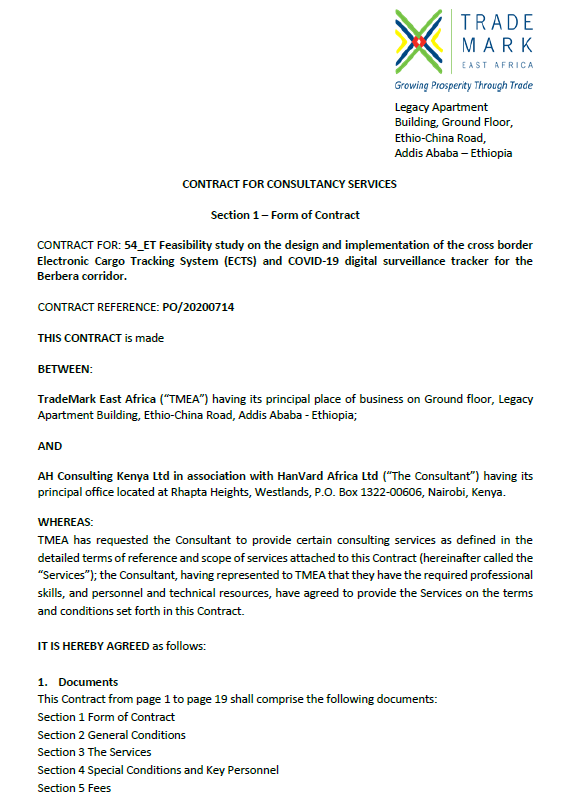 TRADE
MARK
EAST AFRICA
Growing Prosperity Through Trade
Legacy Apartment
Building, Ground Floor,
Ethio-China Road,
Addis Ababa – Ethiopia
CONTRACT FOR CONSULTANCY SERVICES
Section 1 – Form of Contract
CONTRACT FOR: 54_ET Feasibility study on the design and implementation of the cross border
Electronic Cargo Tracking System (ECTS) and COVID-19 digital surveillance tracker for the
Berbera corridor.
CONTRACT REFERENCE: PO/20200714
THIS CONTRACT is made
BETWEEN:
TradeMark East Africa (“TMEA”) having its principal place of business on Ground floor, Legacy
Apartment Building, Ethio-China Road, Addis Ababa - Ethiopia;
AND
AH Consulting Kenya Ltd in association with HanVard Africa Ltd (“The Consultant”) having its
principal office located at Rhapta Heights, Westlands, P.O. Box 1322-00606, Nairobi, Kenya.
WHEREAS:
TMEA has requested the Consultant to provide certain consulting services as defined in the
detailed terms of reference and scope of services attached to this Contract (hereinafter called the
“Services”); the Consultant, having represented to TMEA that they have the required professional
skills, and personnel and technical resources, have agreed to provide the Services on the terms
and conditions set forth in this Contract.
IT IS HEREBY AGREED as follows:
1. Documents
This Contract from page 1 to page 19 shall comprise the following documents:
Section 1 Form of Contract
Section 2 General Conditions
Section 3 The Services
Section 4 Special Conditions and Key Personnel
Section 5 Fees